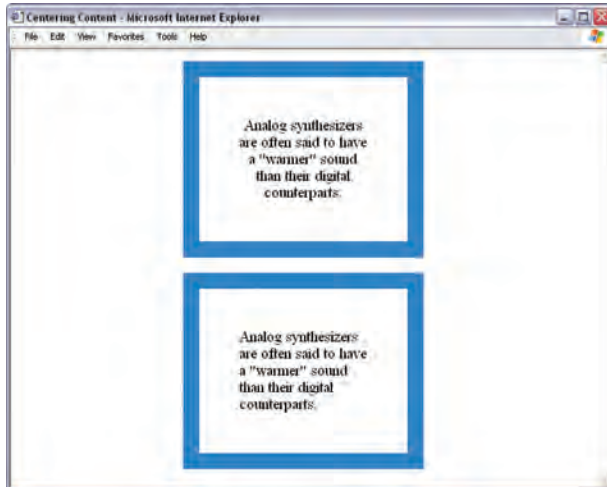 Centering Content - Microsoft Internet Explorer
File Edit View Favorites Tools Help
Analog synthesizers
are often said to have
a "warmer" sound
than their digital
counterparts.
Analog synthesizers
are often said to have
a "warmer" sound
than their digital
counterparts.